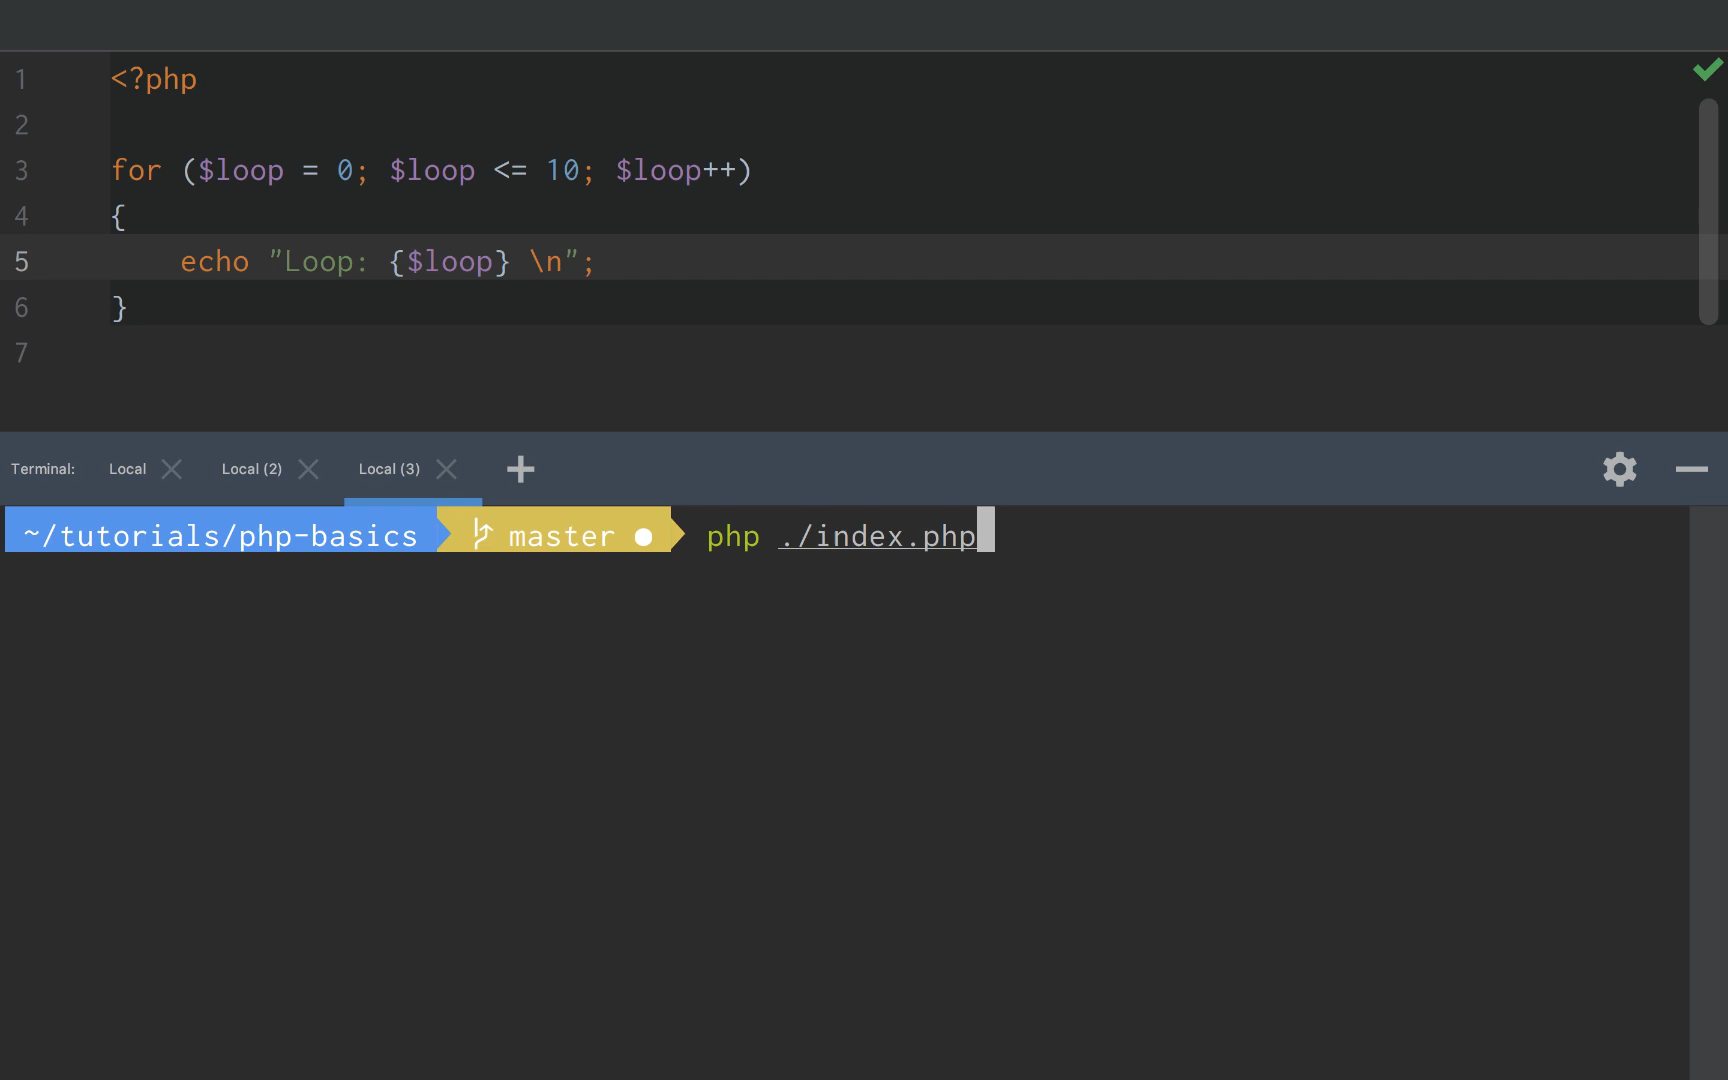 1 <?php
2
3 for ($loop = 0; $loop <= 10; $loop++)
4 {
5 echo "Loop: {$loop} \n";
6 }
7
Terminal: Local Local (2) Local (3)
~/tutorials/php-basics master php ./index.php